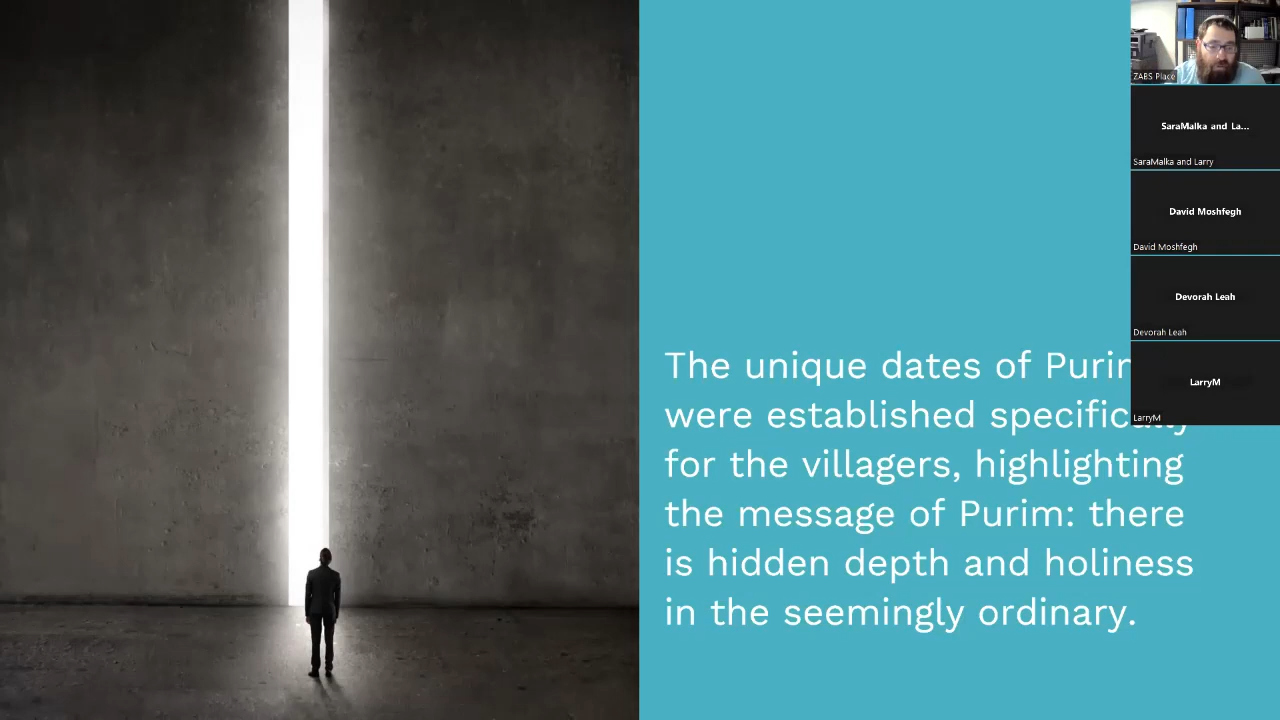 The unique dates of Purim
were established specifically
for the villagers, highlighting
the message of Purim: there
is hidden depth and holiness
in the seemingly ordinary.
ZABS Place
SaraMalka and La...
SaraMalka and Larry
David Moshfegh
David Moshfegh
Devorah Leah
Devorah Leah
LarryM
LarryM